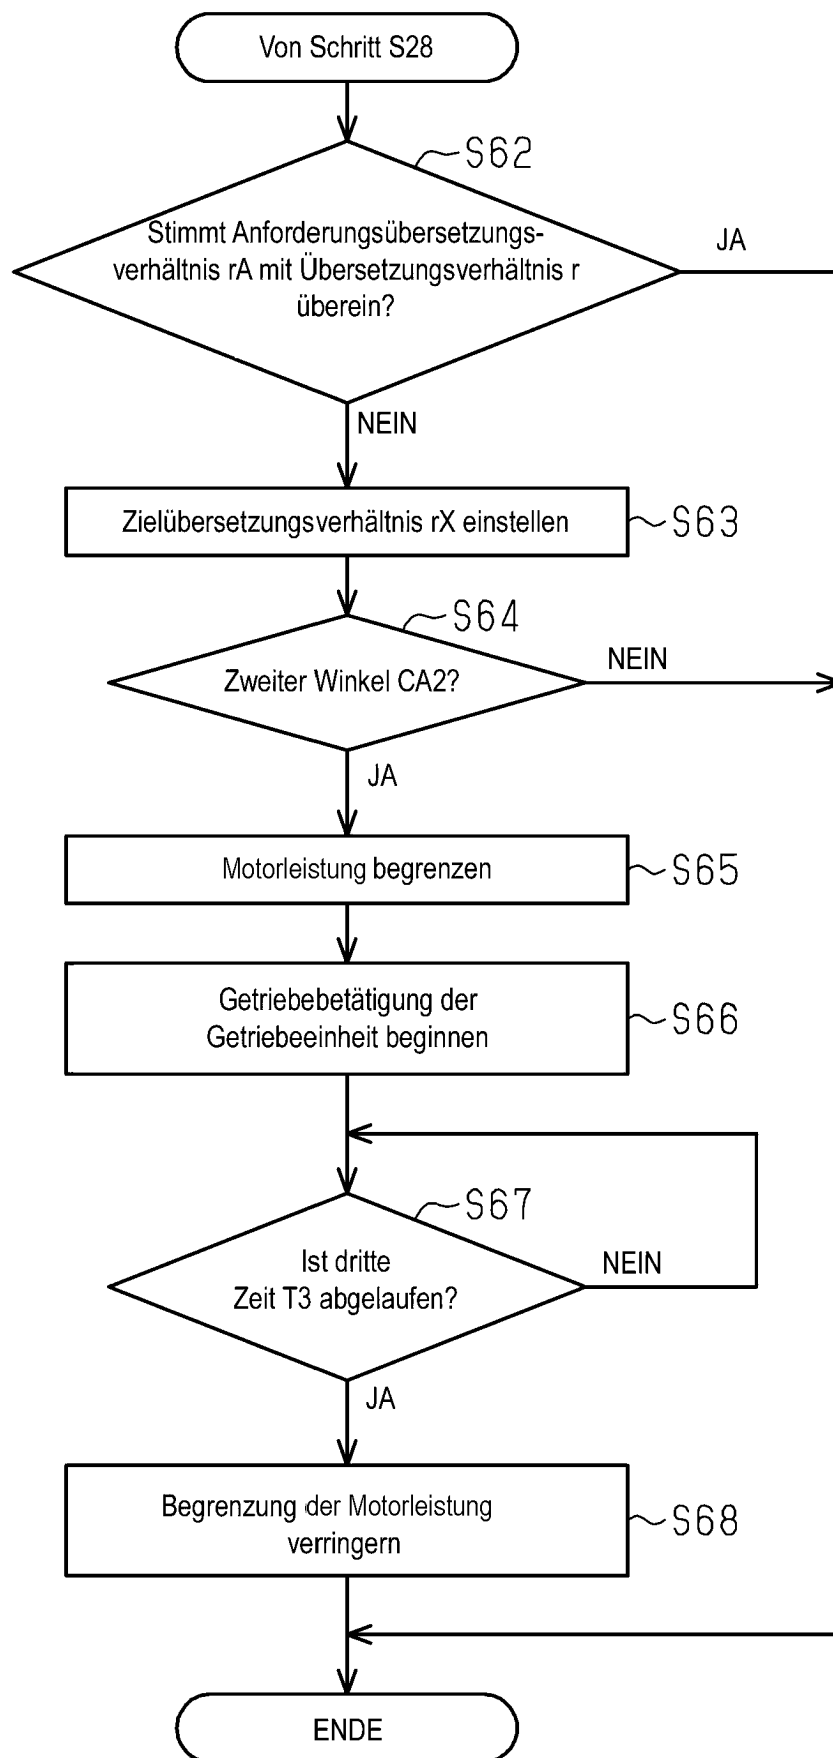 Von Schritt S28
S62
Stimmt Anforderungsübersetzungs-
verhältnis rA mit Übersetzungsverhältnis r
überein?
JA
NEIN
Zielübersetzungsverhältnis rX einstellen
S63
S64
Zweiter Winkel CA2?
NEIN
JA
Motorleistung begrenzen
S65
Getriebebetätigung der
Getriebeeinheit beginnen
S66
S67
Ist dritte
Zeit T3 abgelaufen?
NEIN
JA
Begrenzung der Motorleistung
verringern
S68
ENDE